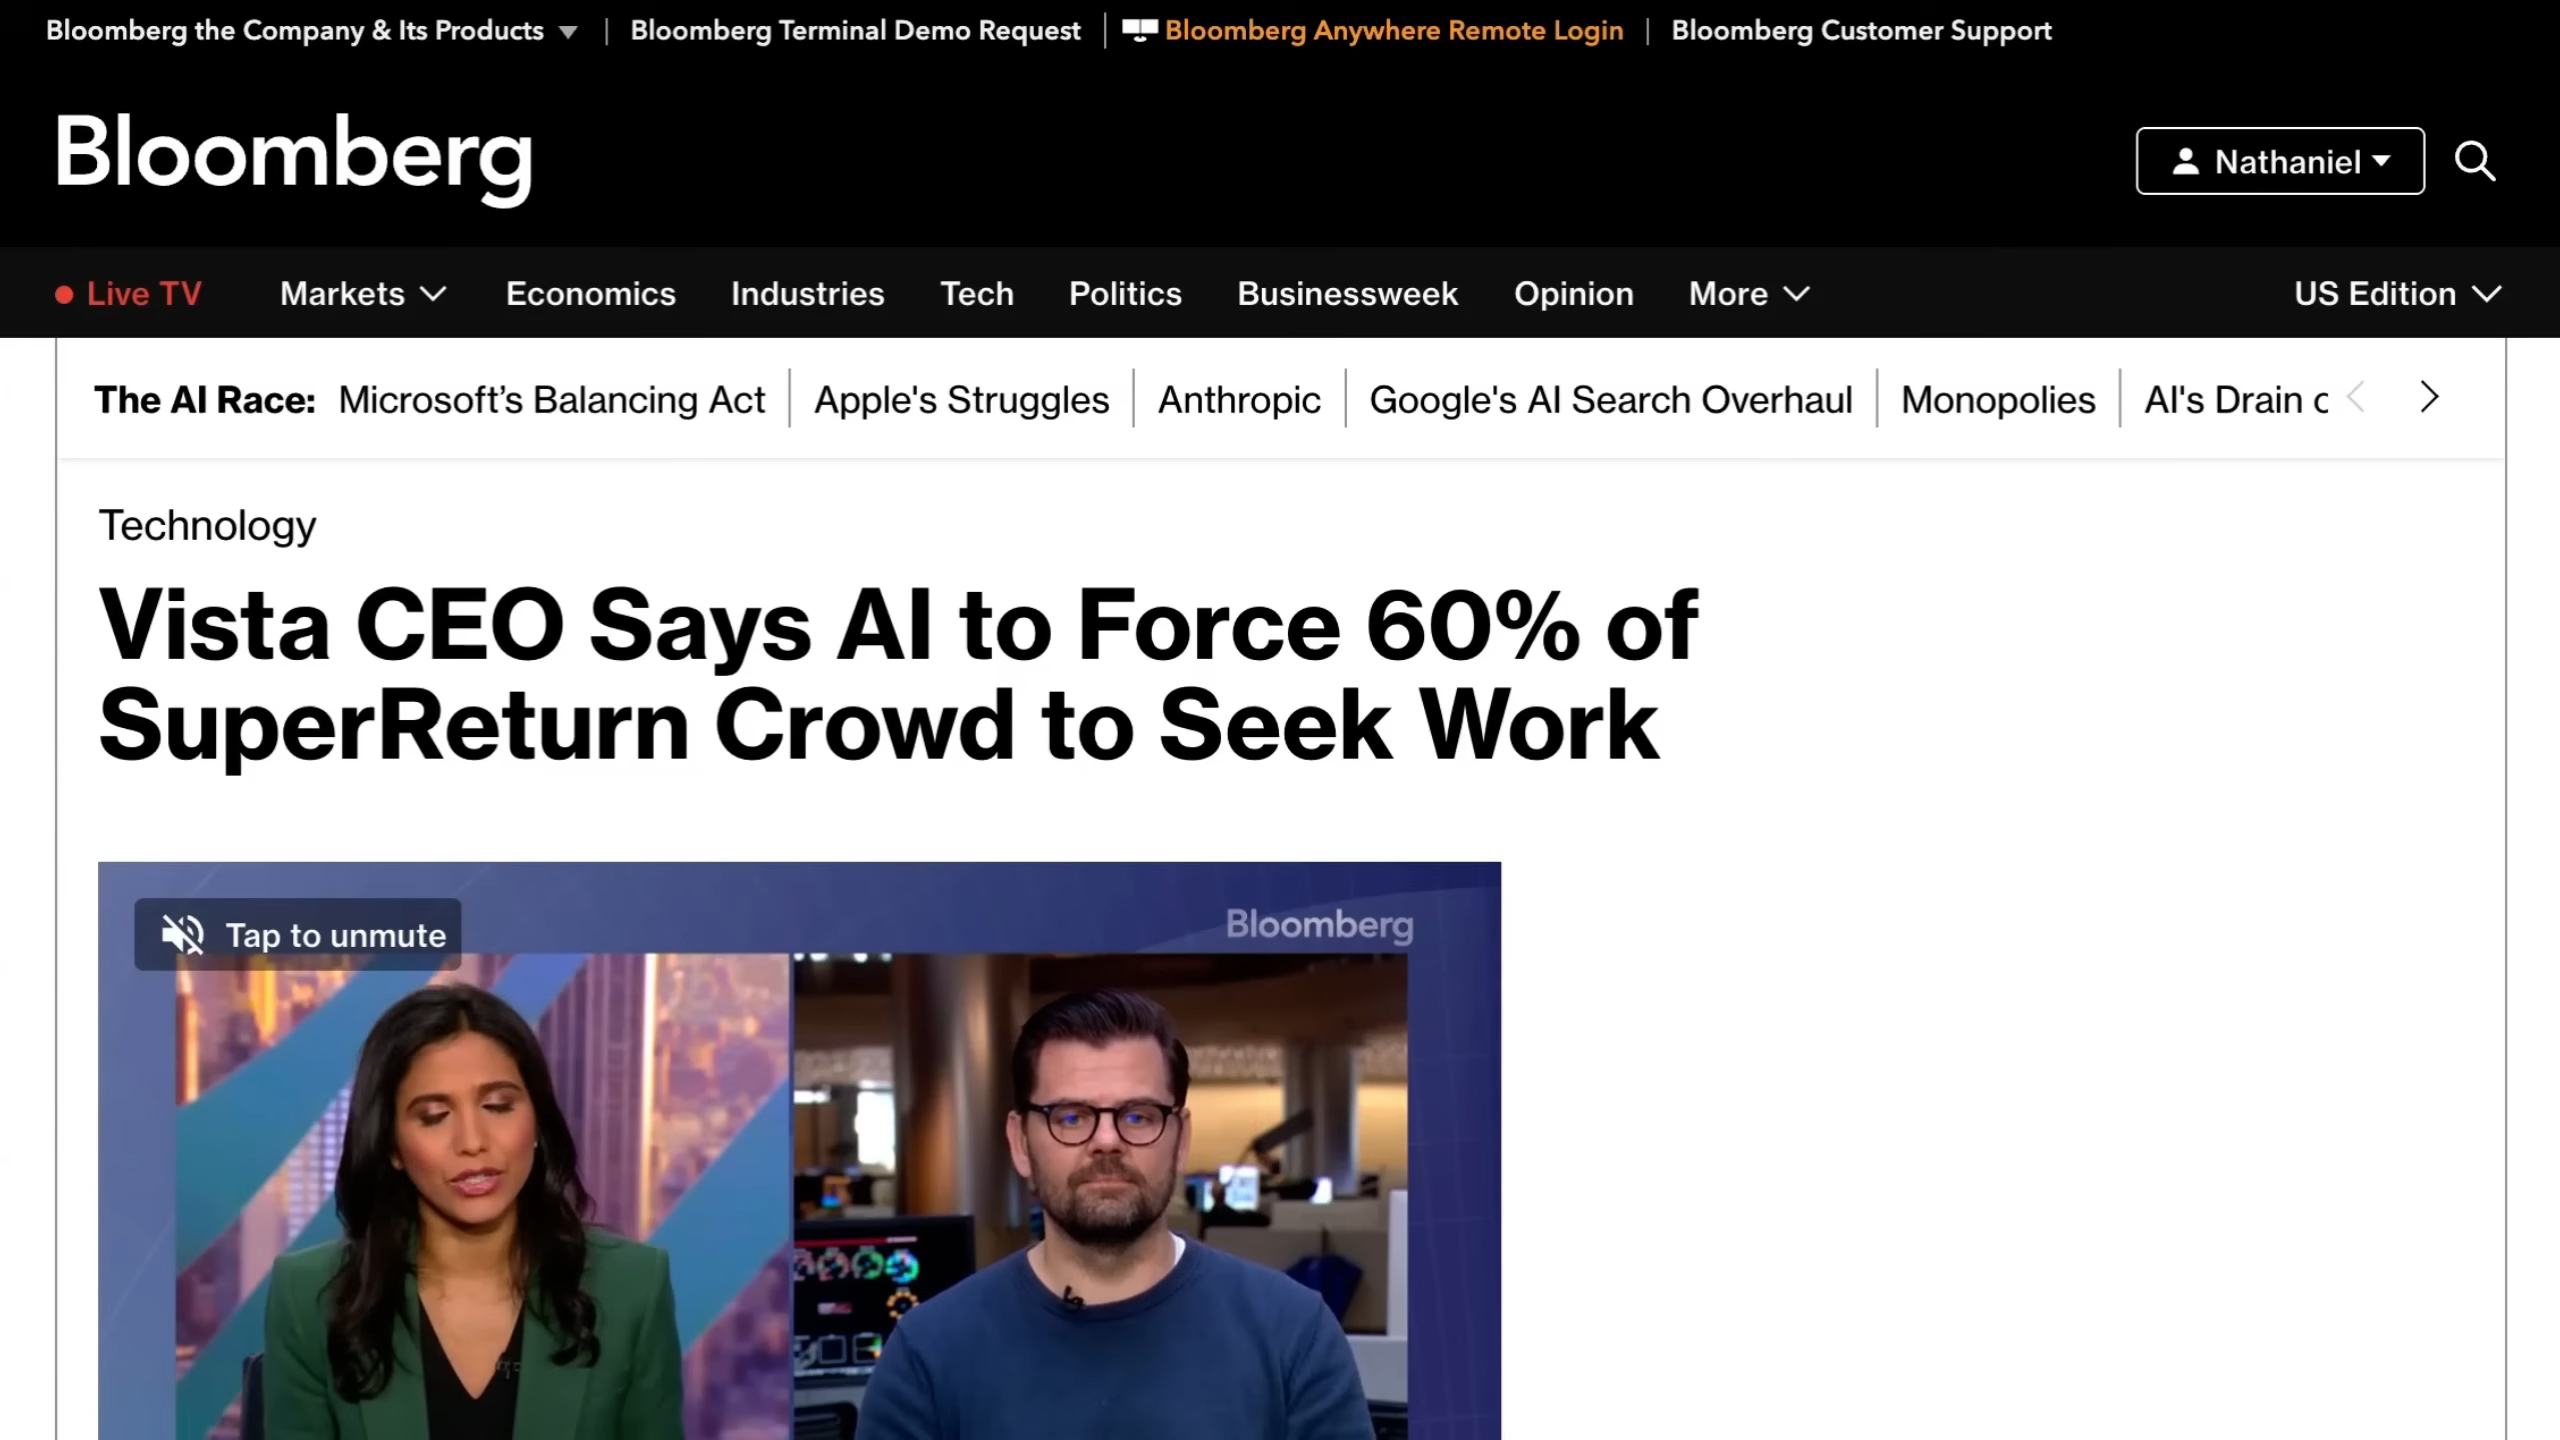 Bloomberg the Company & Its Products
Bloomberg Terminal Demo Request
Bloomberg Anywhere Remote Login
Bloomberg Customer Support
Bloomberg
Nathaniel
Live TV
Markets
Economics
Industries
Tech
Politics
Businessweek
Opinion
More
US Edition
The AI Race:
Microsoft’s Balancing Act
Apple's Struggles
Anthropic
Google's AI Search Overhaul
Monopolies
AI's Drain
Technology
Vista CEO Says AI to Force 60% of
SuperReturn Crowd to Seek Work
Tap to unmute
Bloomberg